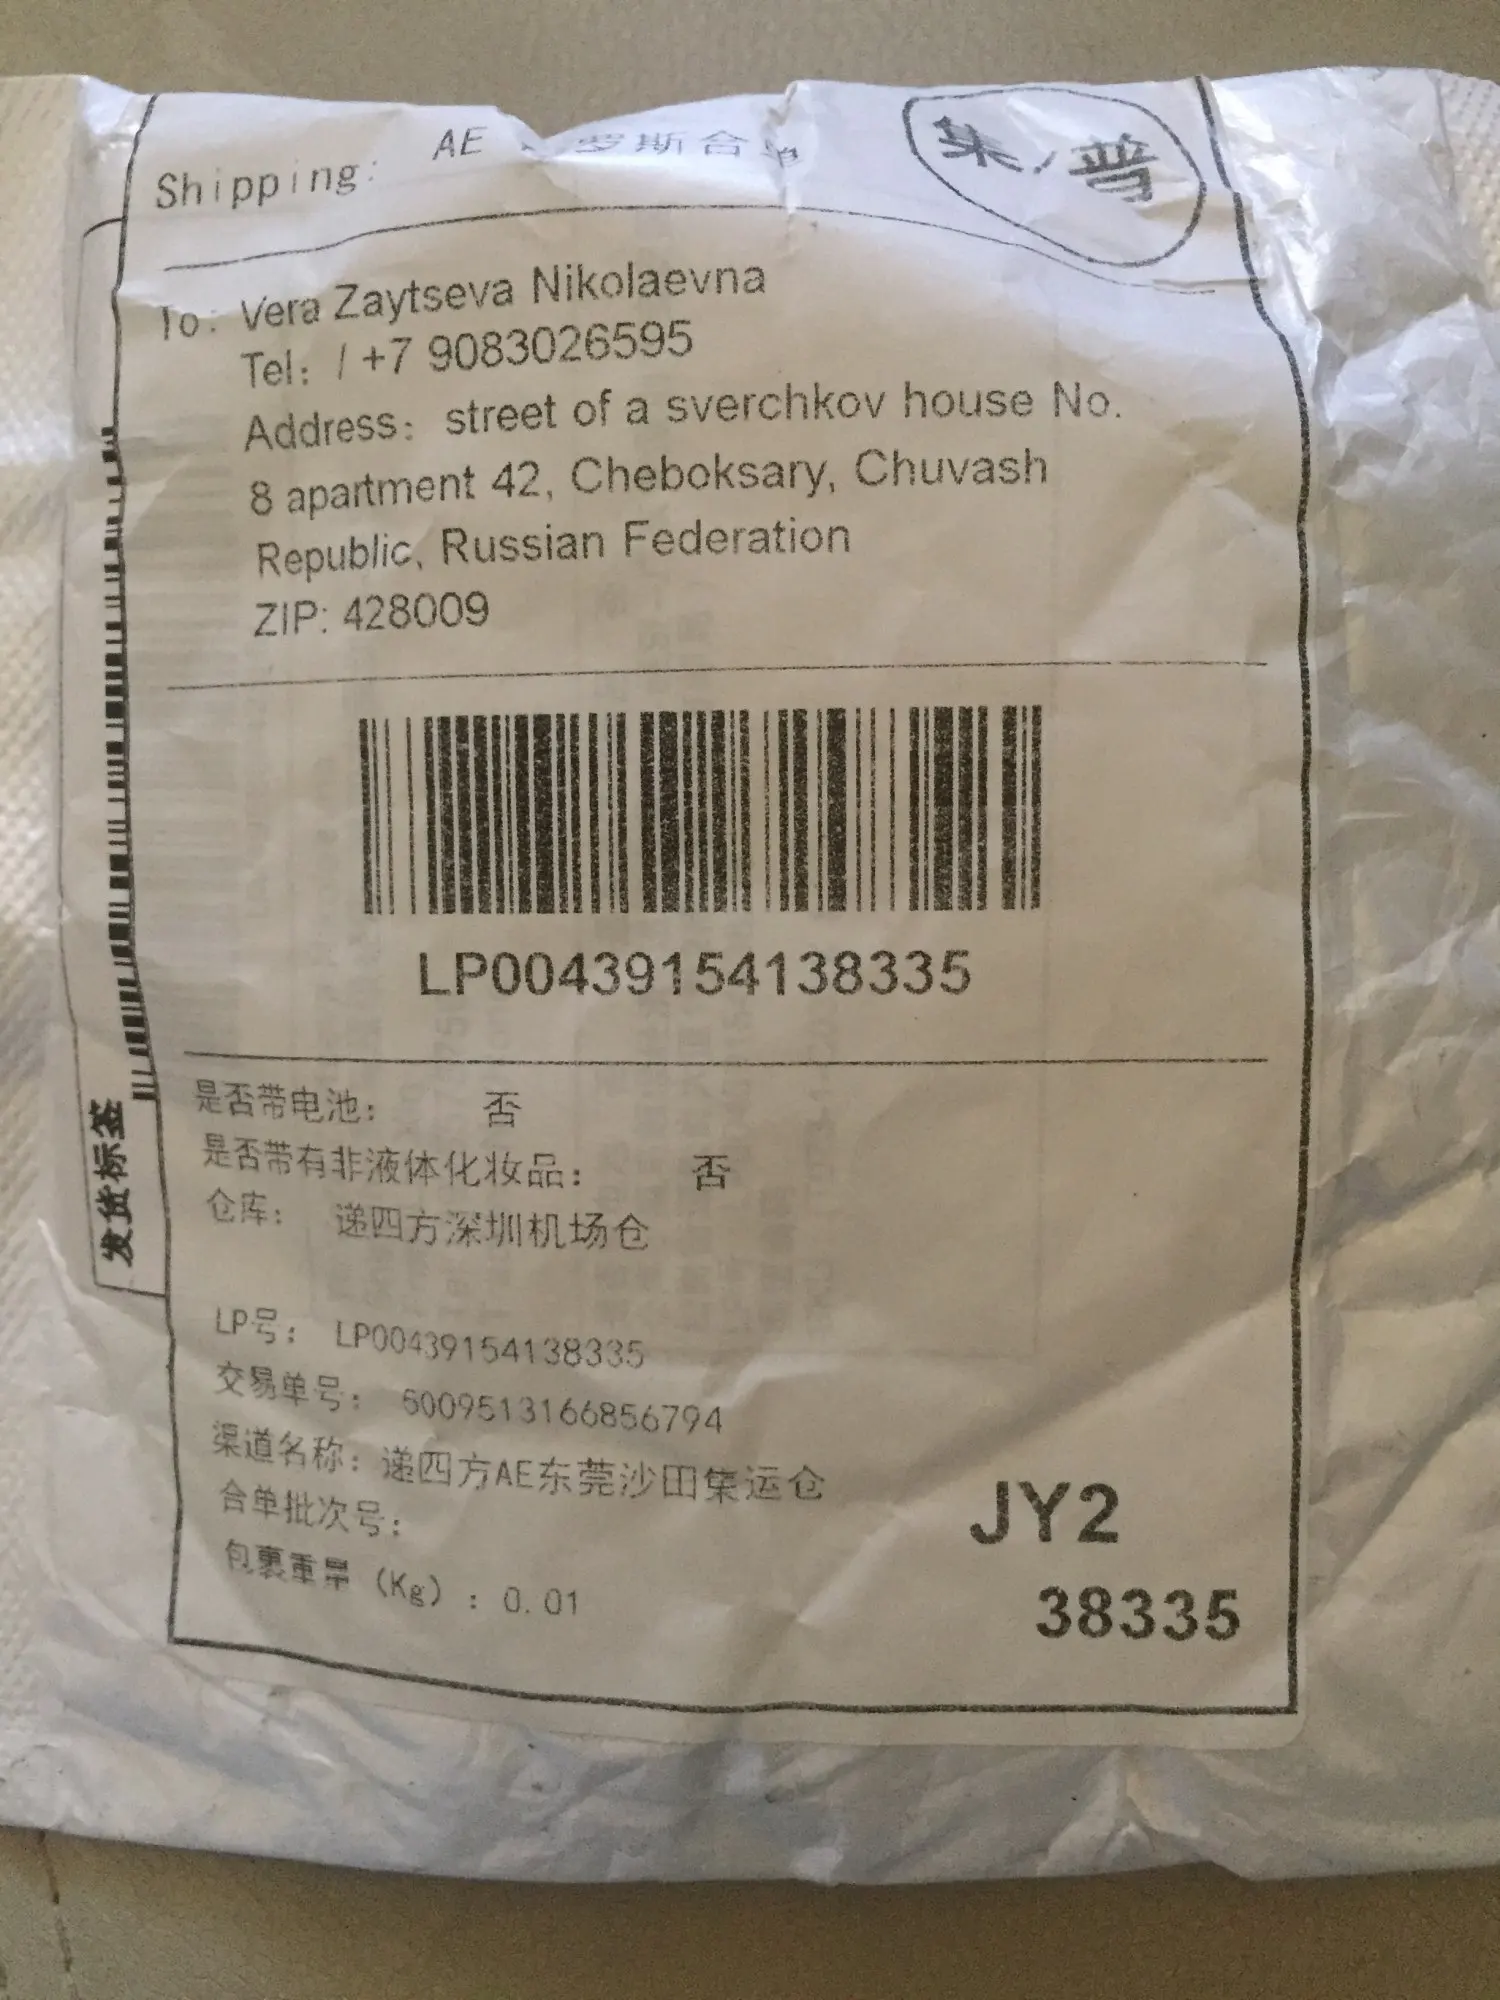 Shipping: AE 罗斯合单
集/普
To: Vera Zaytseva Nikolaevna
Tel: / +7 9083026595
Address: street of a sverchkov house No.
8 apartment 42, Cheboksary, Chuvash
Republic, Russian Federation
ZIP: 428009
LP00439154138335
发货标签
是否带电池: 否
是否带有非液体化妆品: 否
仓库: 递四方深圳机场仓
LP号: LP00439154138335
交易单号: 5009513166856794
渠道名称: 递四方AE东莞沙田集运仓
合单批次号:
包裹重量 (Kg) : 0.01
JY2
38335